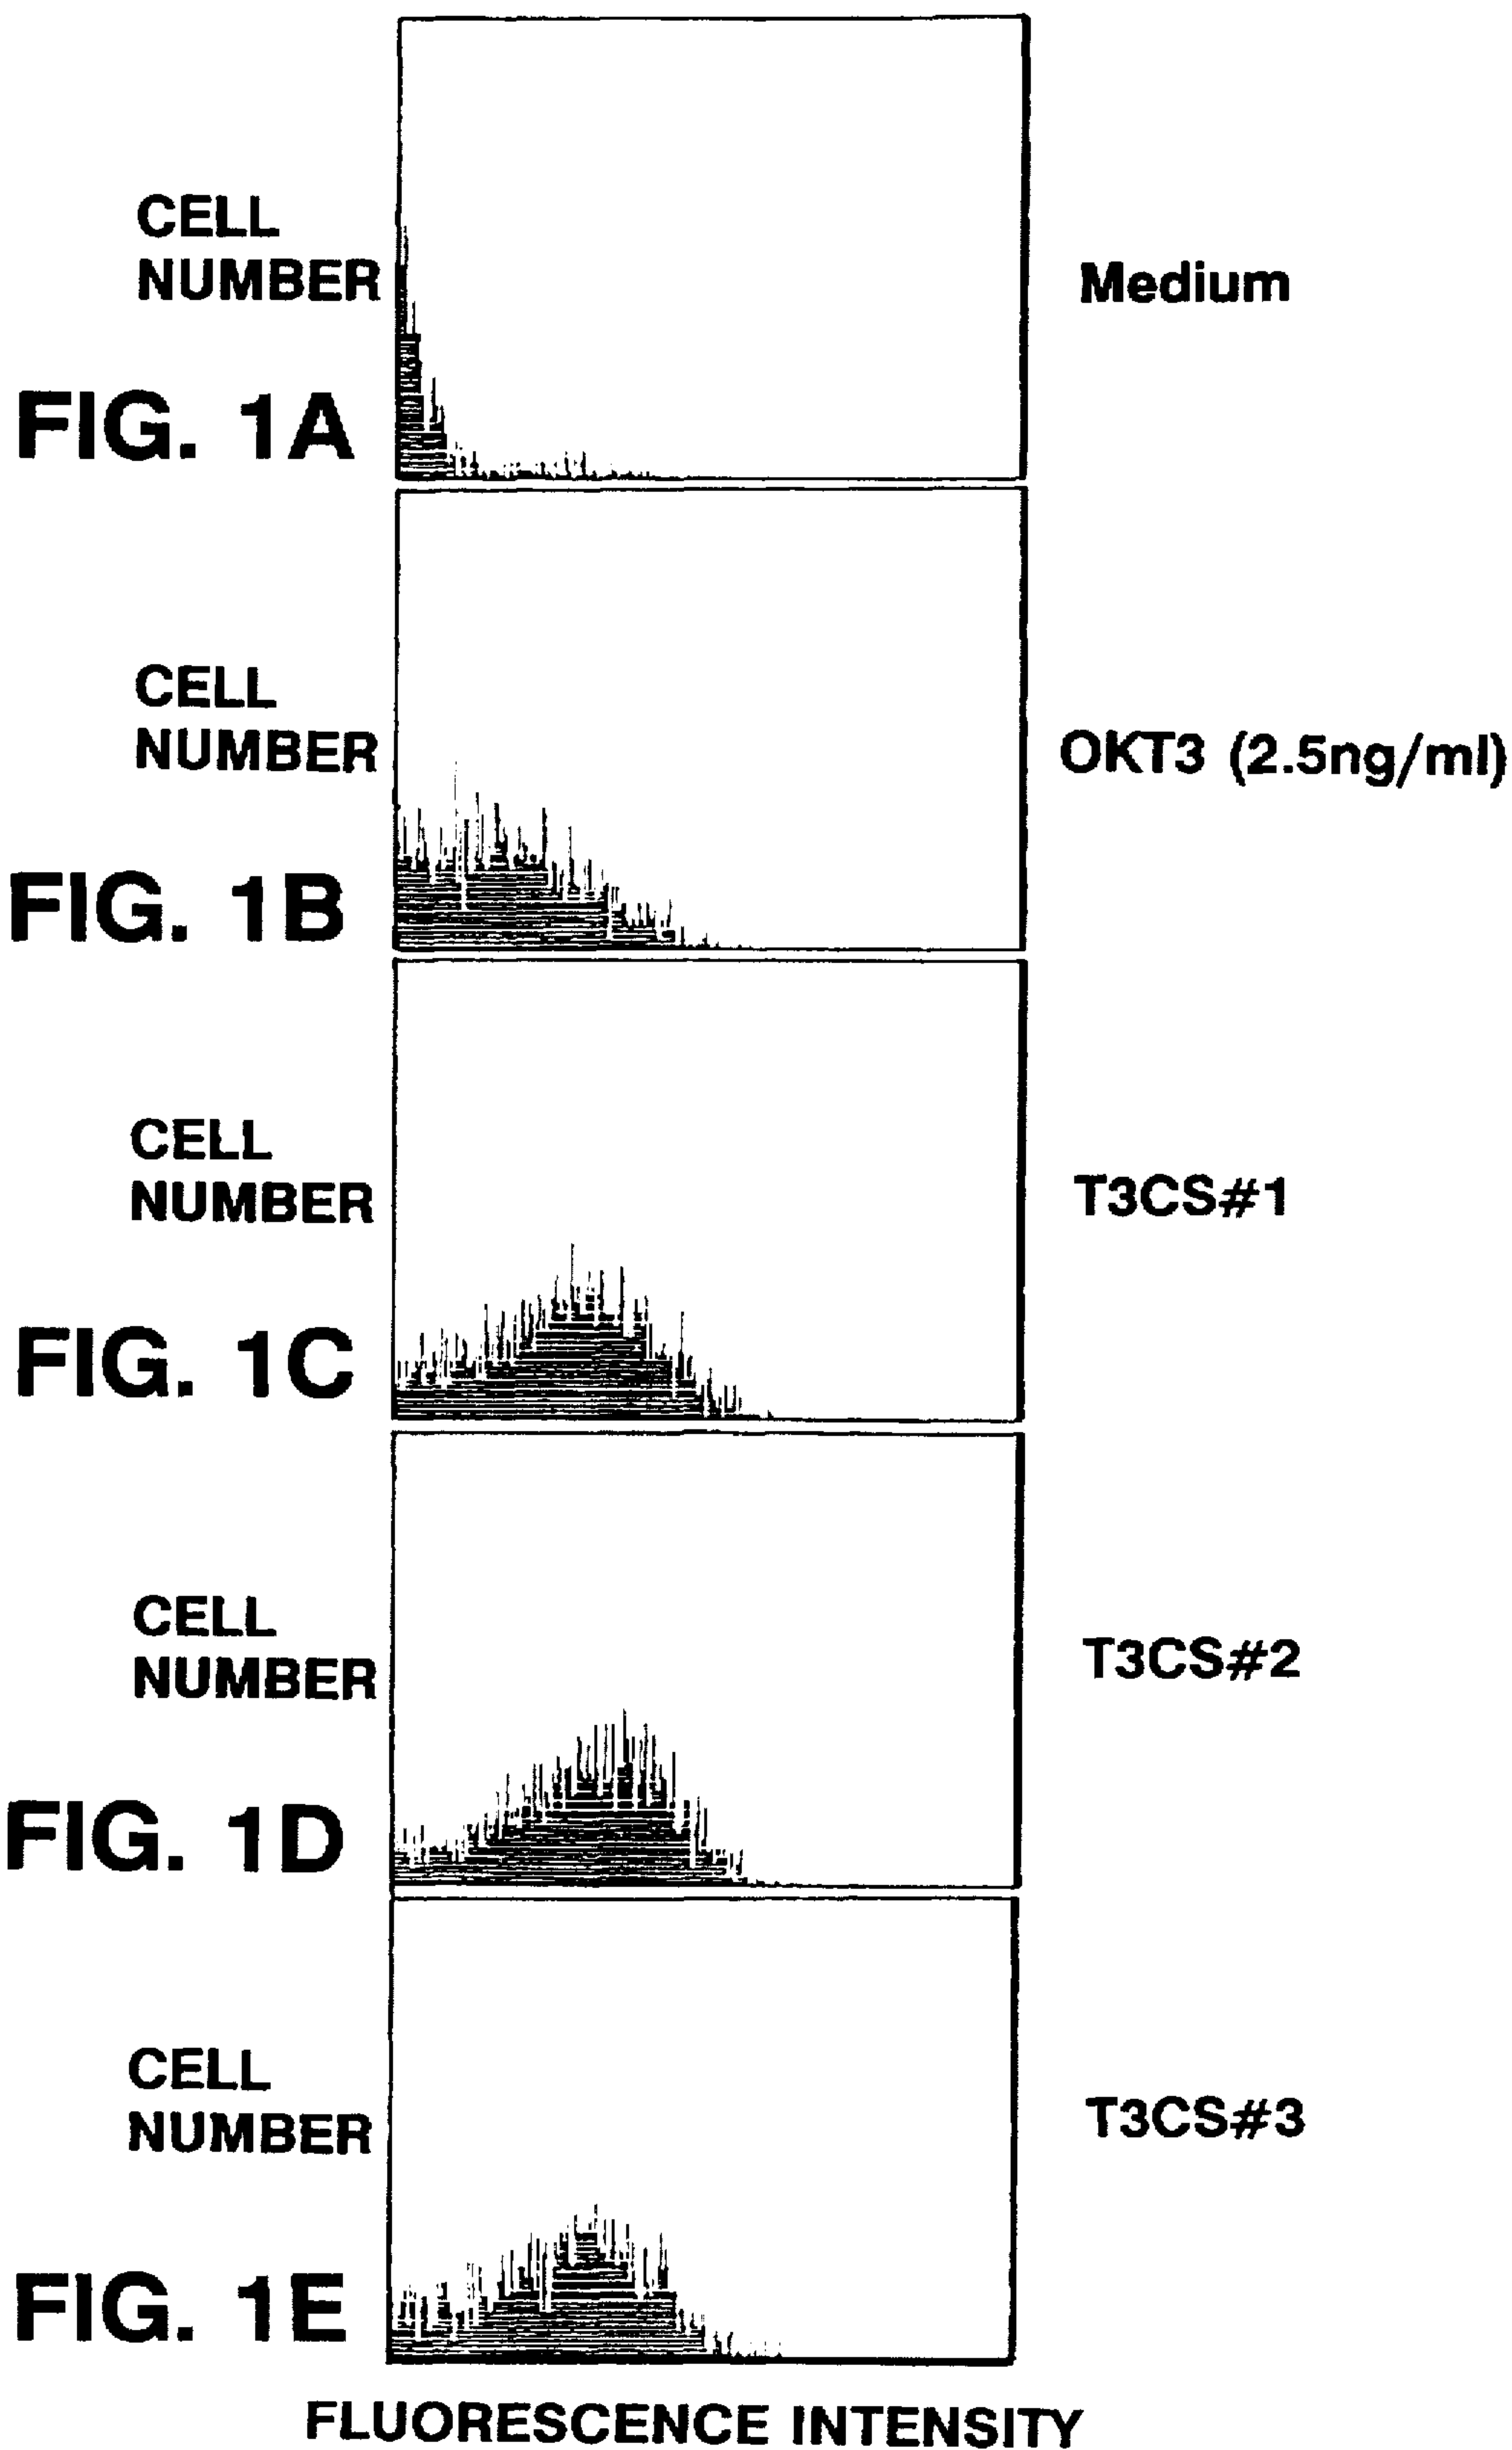 CELL
NUMBER
Medium
FIG. 1A
CELL
NUMBER
OKT3 (2.5ng/ml)
FIG. 1B
CELL
NUMBER
T3CS#1
FIG. 1C
CELL
NUMBER
T3CS#2
FIG. 1D
CELL
NUMBER
T3CS#3
FIG. 1E
FLUORESCENCE INTENSITY